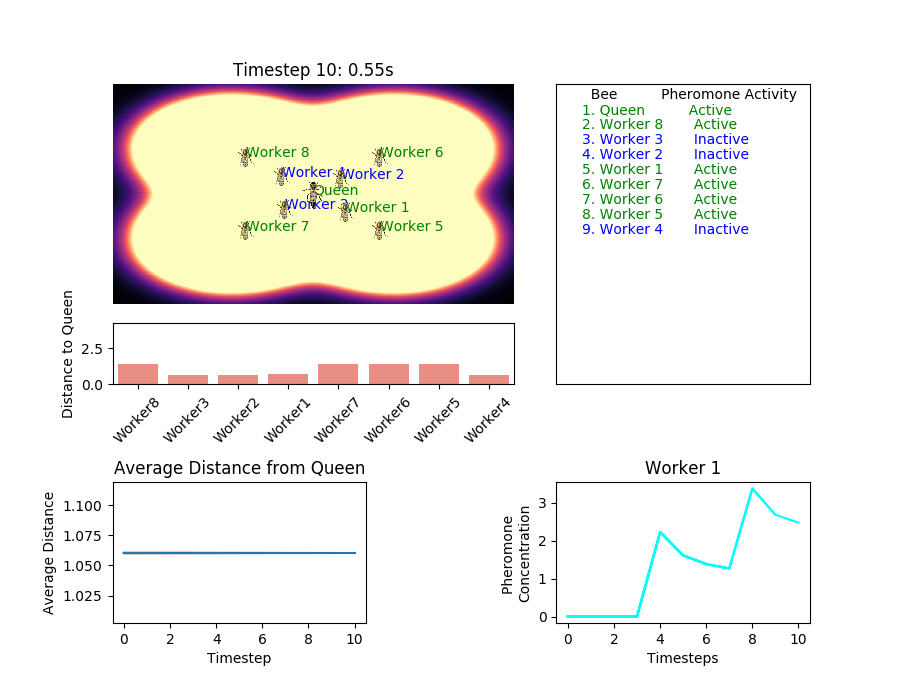 Timestep 10: 0.55s
Worker 8
Worker 6
Worker 4
Worker 2
Queen
Worker 3
Worker 1
Worker 7
Worker 5
Bee Pheromone Activity
1. Queen Active
2. Worker 8 Active
3. Worker 3 Inactive
4. Worker 2 Inactive
5. Worker 1 Active
6. Worker 7 Active
7. Worker 6 Active
8. Worker 5 Active
9. Worker 4 Inactive
Distance to Queen
2.5
0.0
Worker8 Worker3 Worker2 Worker1 Worker7 Worker6 Worker5 Worker4
Average Distance from Queen
Average Distance
1.100
1.075
1.050
1.025
0 2 4 6 8 10
Timestep
Worker 1
Pheromone
Concentration
3
2
1
0
0 2 4 6 8 10
Timesteps